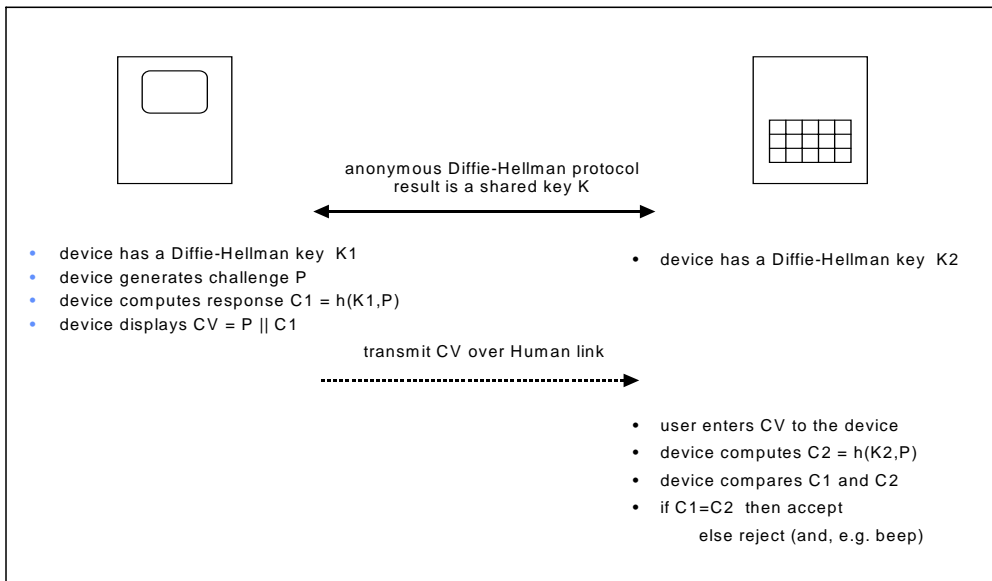 anonymous Diffie-Hellman protocol
result is a shared key K
• device has a Diffie-Hellman key K1
• device generates challenge P
• device computes response C1 = h(K1,P)
• device displays CV = P || C1
• device has a Diffie-Hellman key K2
transmit CV over Human link
• user enters CV to the device
• device computes C2 = h(K2,P)
• device compares C1 and C2
• if C1=C2 then accept
else reject (and, e.g. beep)